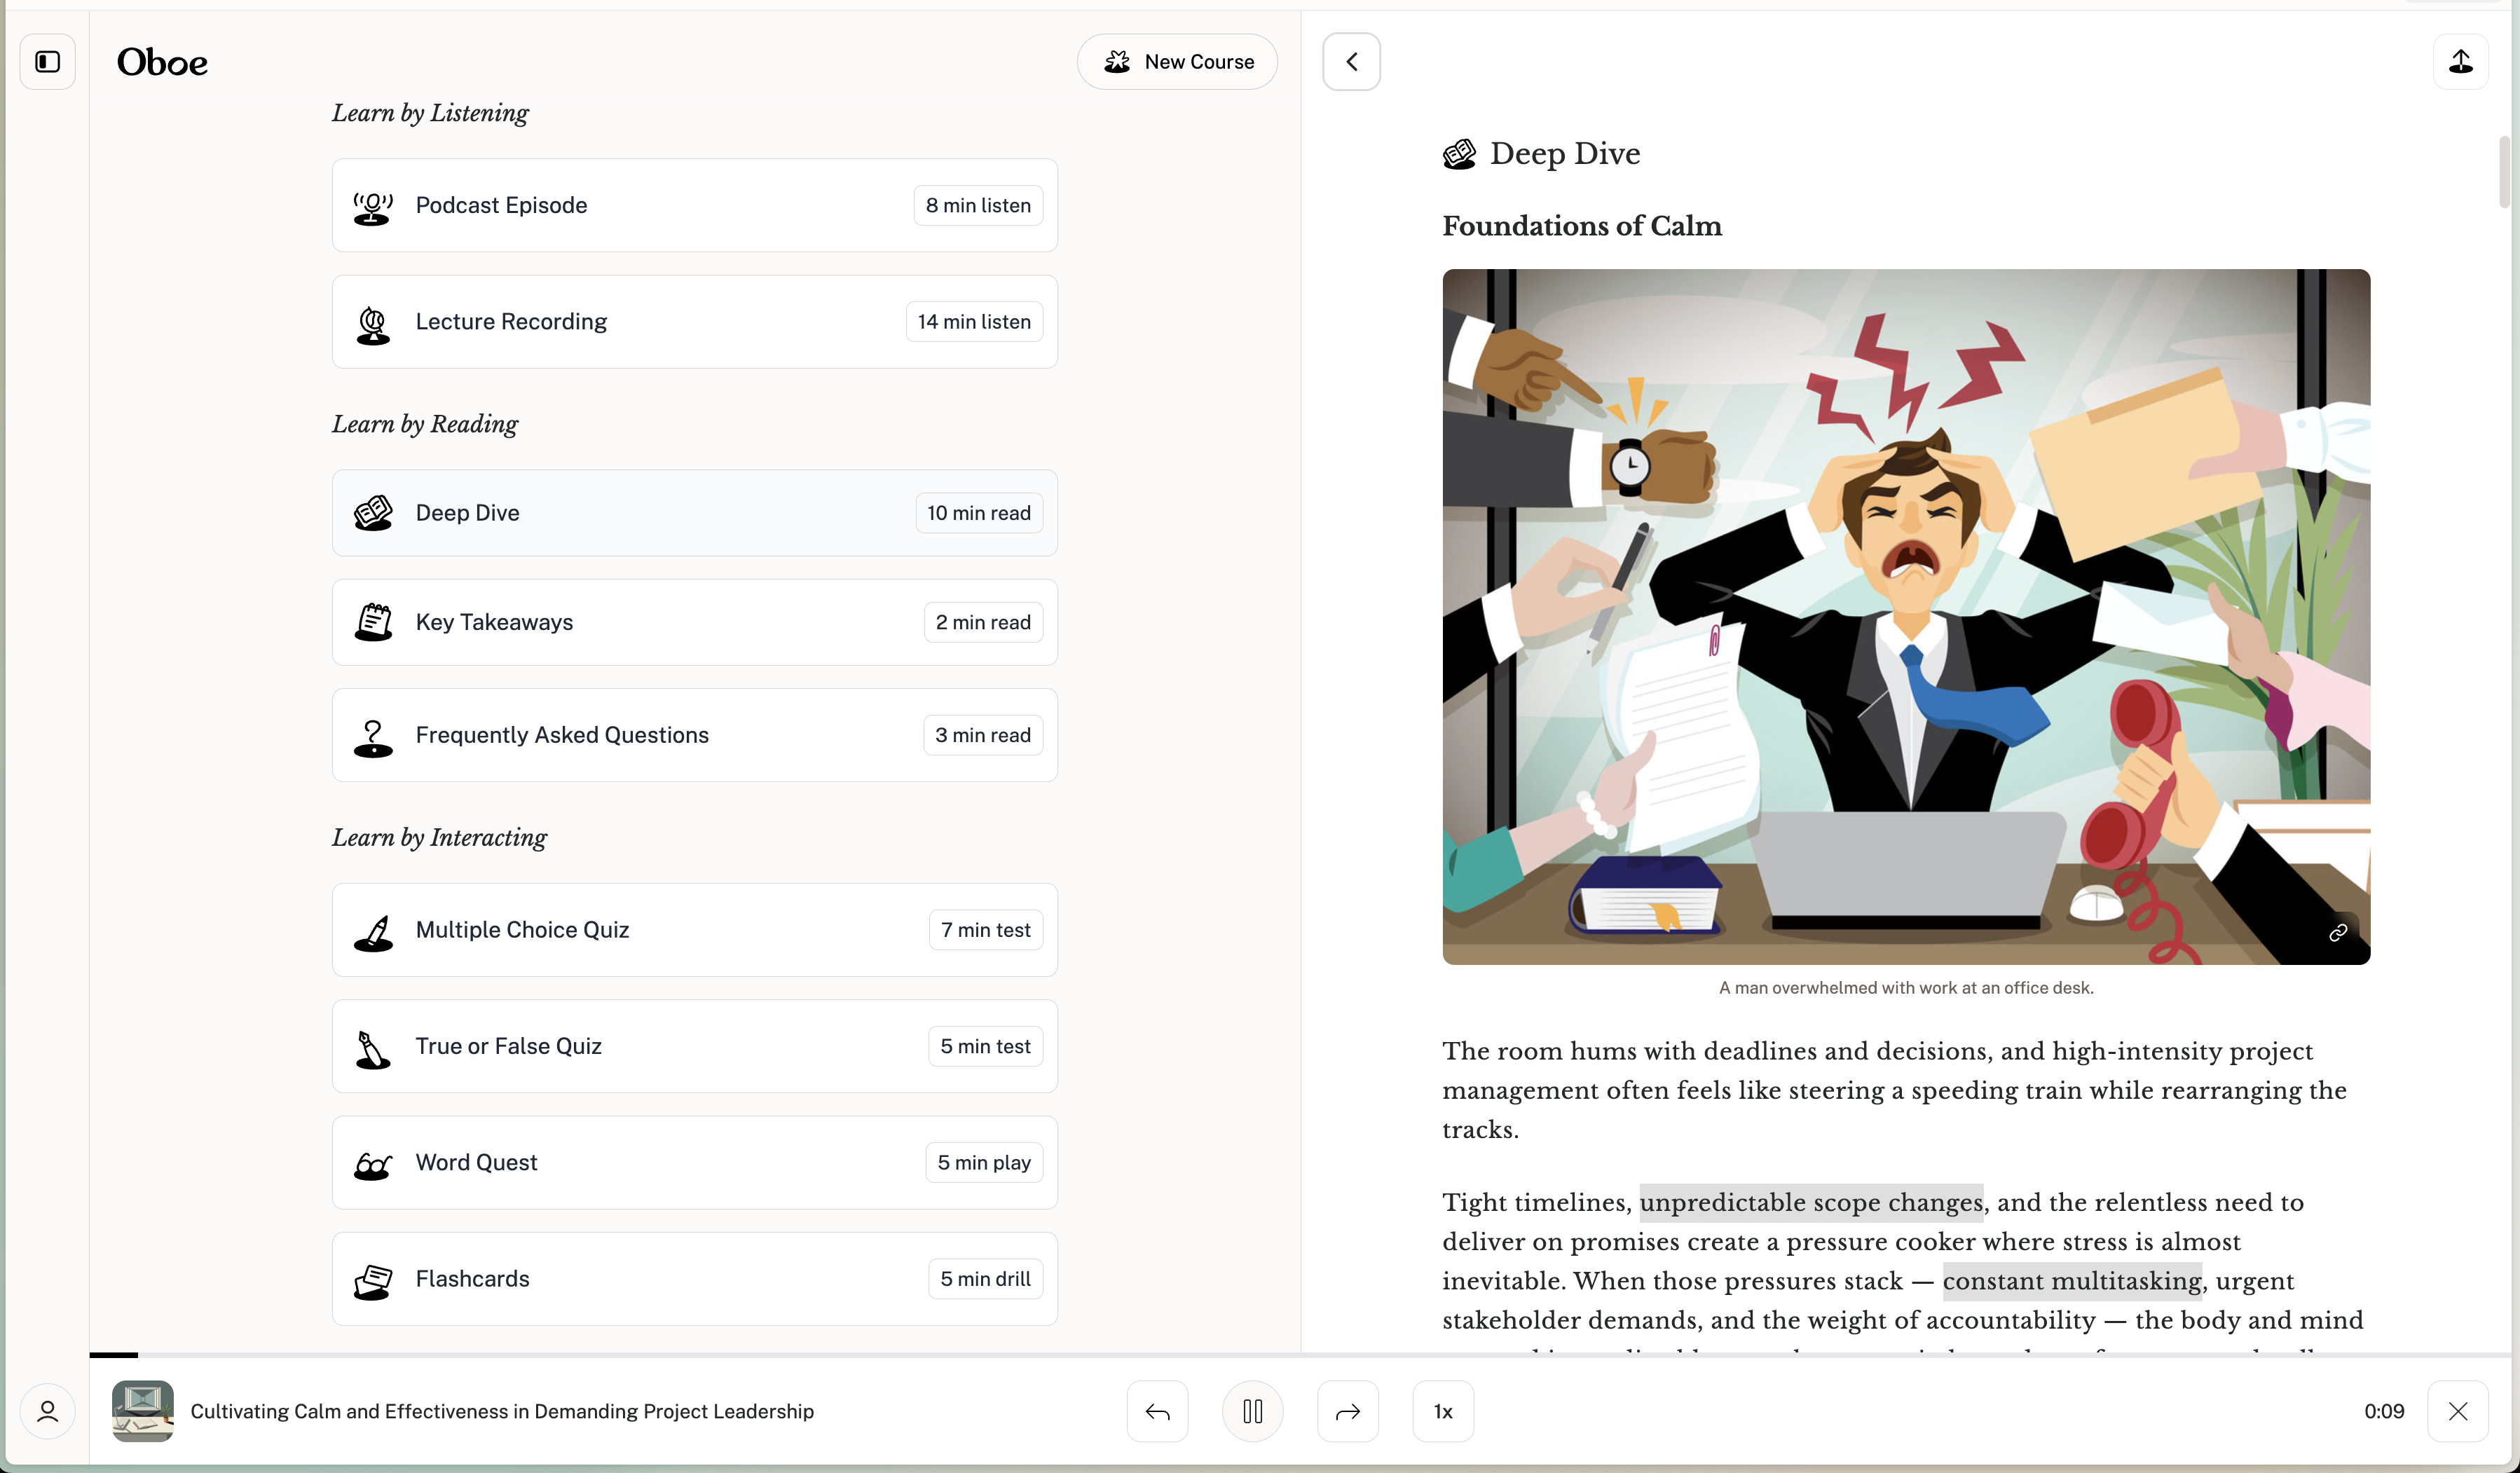 Oboe
New Course
Learn by Listening
Podcast Episode
8 min listen
Lecture Recording
14 min listen
Learn by Reading
Deep Dive
10 min read
Key Takeaways
2 min read
Frequently Asked Questions
3 min read
Learn by Interacting
Multiple Choice Quiz
7 min test
True or False Quiz
5 min test
Word Quest
5 min play
Flashcards
5 min drill
Deep Dive
Foundations of Calm
A man overwhelmed with work at an office desk.
The room hums with deadlines and decisions, and high-intensity project
management often feels like steering a speeding train while rearranging the
tracks.
Tight timelines, unpredictable scope changes, and the relentless need to
deliver on promises create a pressure cooker where stress is almost
inevitable. When those pressures stack — constant multitasking, urgent
stakeholder demands, and the weight of accountability — the body and mind
Cultivating Calm and Effectiveness in Demanding Project Leadership
1x
0:09